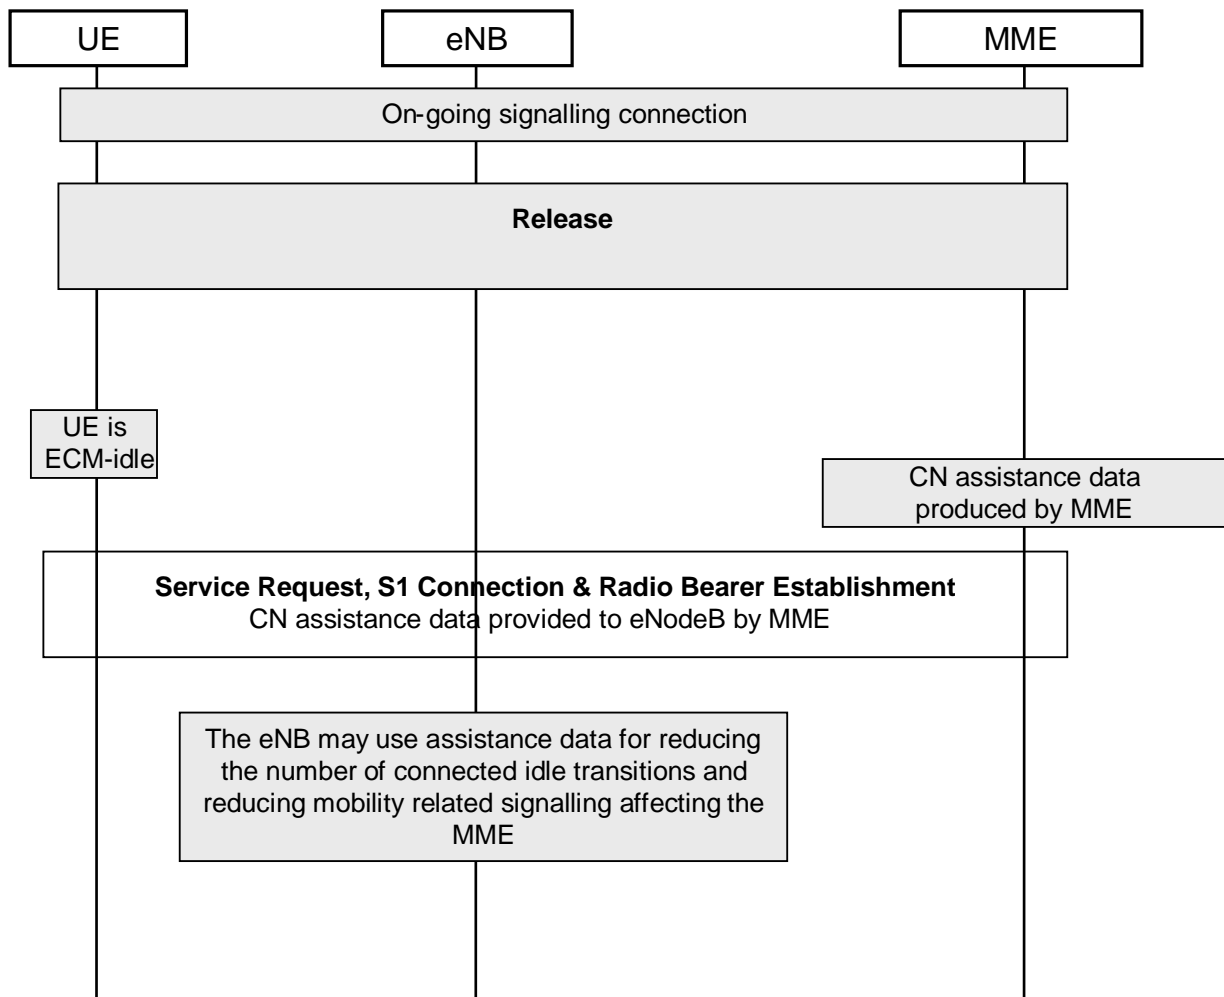 UE
eNB
MME
On-going signalling connection
Release
UE is
ECM-idle
CN assistance data
produced by MME
Service Request, S1 Connection & Radio Bearer Establishment
CN assistance data provided to eNodeB by MME
The eNB may use assistance data for reducing
the number of connected idle transitions and
reducing mobility related signalling affecting the
MME